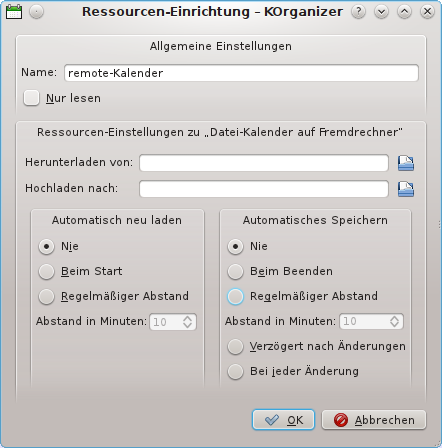 Ressourcen-Einrichtung – KOrganizer
Allgemeine Einstellungen
Name: remote-Kalender
Nur lesen
Ressourcen-Einstellungen zu „Datei-Kalender auf Fremdrechner“
Herunterladen von:
Hochladen nach:
Automatisch neu laden
Nie
Beim Start
Regelmäßiger Abstand
Abstand in Minuten: 10
Automatisches Speichern
Nie
Beim Beenden
Regelmäßiger Abstand
Abstand in Minuten: 10
Verzögert nach Änderungen
Bei jeder Änderung
OK
Abbrechen